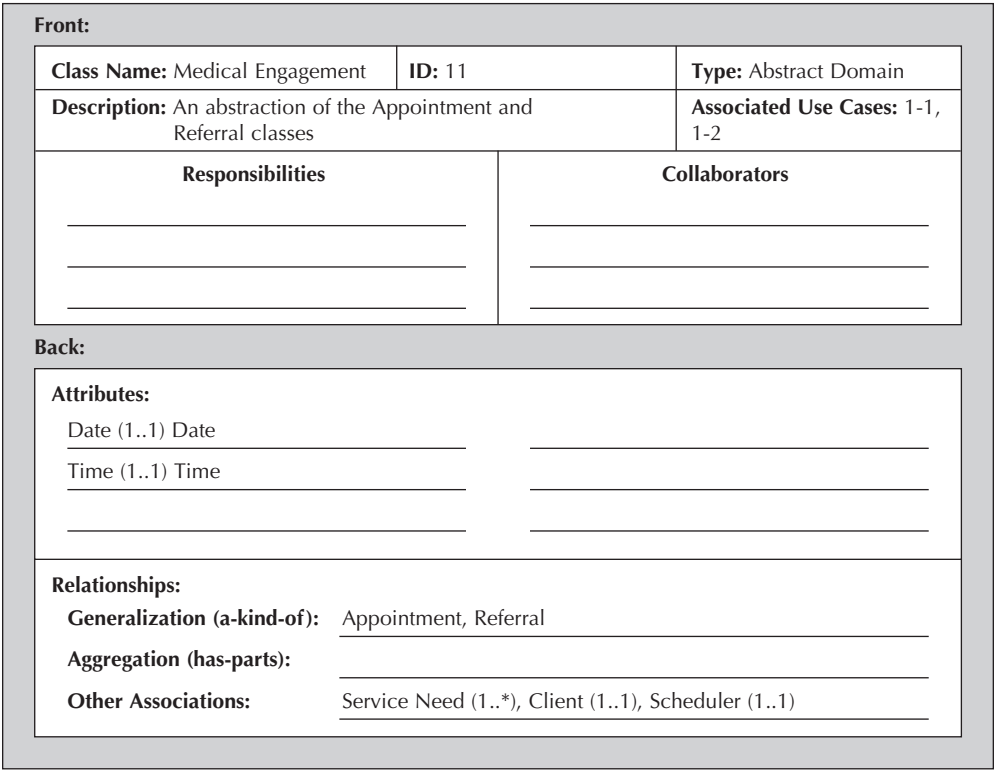 Front:
Class Name: Medical Engagement ID: 11 Type: Abstract Domain
Description: An abstraction of the Appointment and
Referral classes
Associated Use Cases: 1-1,
1-2
Responsibilities Collaborators
Back:
Attributes:
Date (1..1) Date
Time (1..1) Time
Relationships:
Generalization (a-kind-of): Appointment, Referral
Aggregation (has-parts):
Other Associations: Service Need (1..*), Client (1..1), Scheduler (1..1)